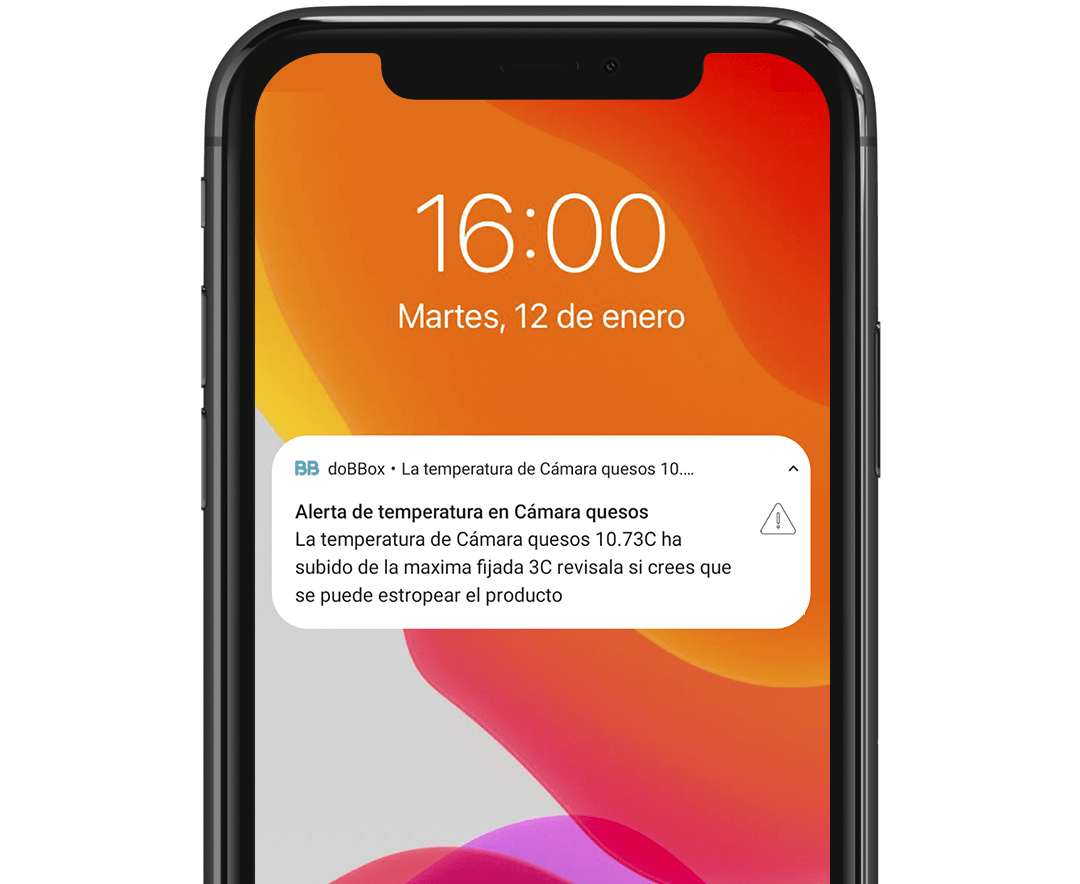 16:00
Martes, 12 de enero
BB doBBox • La temperatura de Cámara quesos 10....
Alerta de temperatura en Cámara quesos
La temperatura de Cámara quesos 10.73C ha
subido de la maxima fijada 3C revisala si crees que
se puede estropear el producto